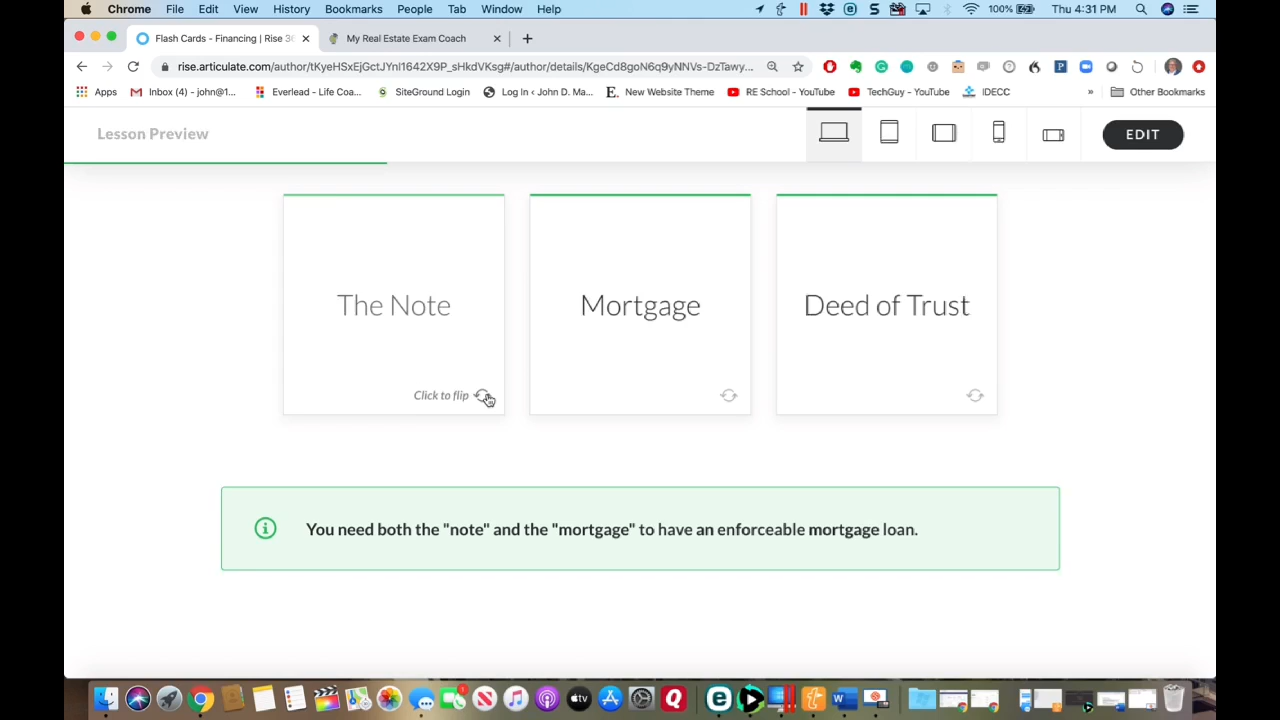 Chrome File Edit View History Bookmarks People Tab Window Help 100% Thu 4:31 PM
Flash Cards - Financing | Rise 36 My Real Estate Exam Coach
rise.articulate.com/author/tKyeHSxEjGctJYnl1642X9P_sHkdVKsg#/author/details/KgeCd8goN6q9yNNVs-DzTawy...
Apps Inbox (4) - john@1... Everlead - Life Coa... SiteGround Login Log In ‹ John D. Ma... E. New Website Theme RE School - YouTube TechGuy - YouTube IDECC » Other Bookmarks
Lesson Preview EDIT
The Note Mortgage Deed of Trust
Click to flip
You need both the "note" and the "mortgage" to have an enforceable mortgage loan.